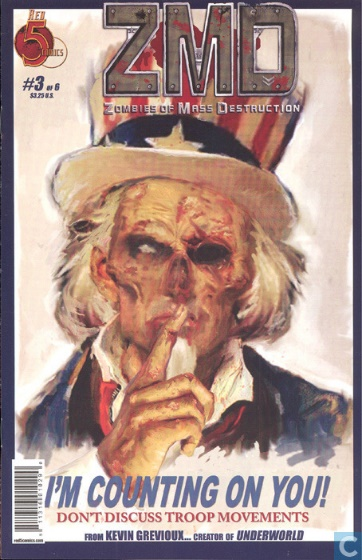 RED
5
COMICS
#3 OF 6
$3.25 U.S.
ZMD
ZOMBIES OF MASS DESTRUCTION
I'M COUNTING ON YOU!
DON'T DISCUSS TROOP MOVEMENTS
FROM KEVIN GREVIOUX... CREATOR OF UNDERWORLD
C